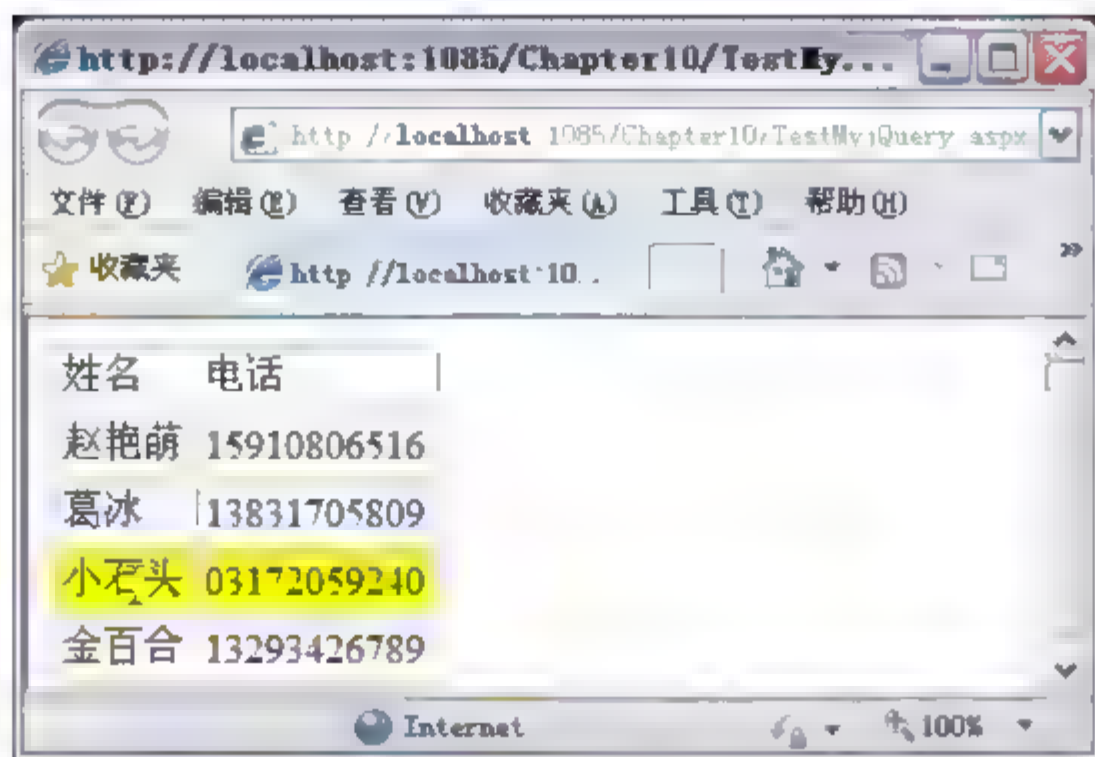 http://localhost:1085/Chapter10/TestMy...
http://localhost:1085/Chapter10/TestMyjQuery.aspx
文件(F) 编辑(E) 查看(V) 收藏夹(A) 工具(T) 帮助(H)
收藏夹 http://localhost:10...
姓名 电话
赵艳萌 15910806516
葛冰 13831705809
小石头 03172059240
金百合 13293426789
Internet 100%